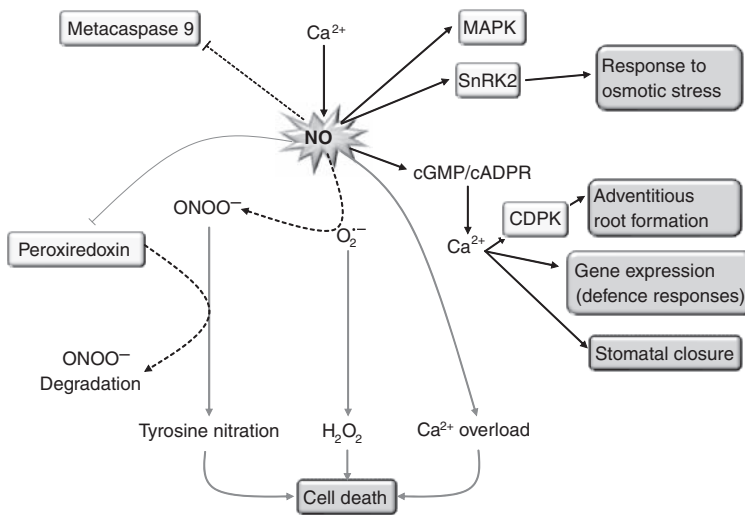 Metacaspase 9
Ca²⁺
MAPK
SnRK2
Response to
osmotic stress
NO
cGMP/cADPR
ONOO⁻
O₂•⁻
CDPK
Adventitious
root formation
Peroxiredoxin
Ca²⁺
Gene expression
(defence responses)
ONOO⁻
Degradation
Stomatal closure
Tyrosine nitration
H₂O₂
Ca²⁺ overload
Cell death